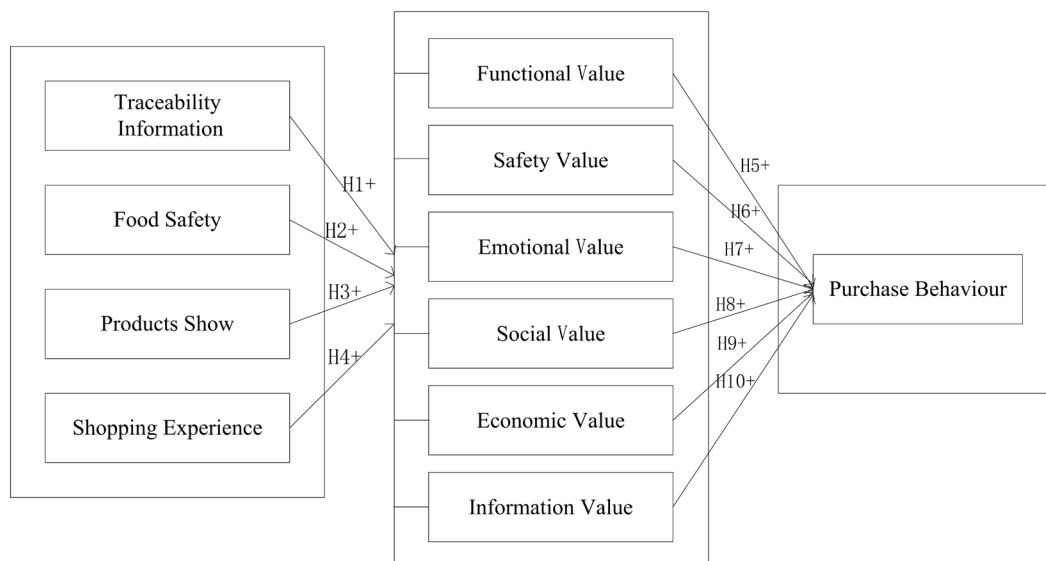 Traceability
Information
Food Safety
Products Show
Shopping Experience
H1+
H2+
H3+
H4+
Functional Value
Safety Value
Emotional Value
Social Value
Economic Value
Information Value
H5+
H6+
H7+
H8+
H9+
H10+
Purchase Behaviour